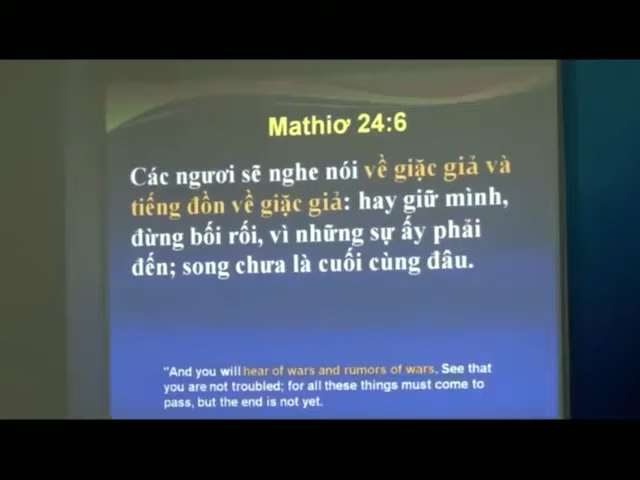 Mathiơ 24:6
Các ngươi sẽ nghe nói về giặc giả và
tiếng đồn về giặc giả: hay giữ mình,
đừng bối rối, vì những sự ấy phải
đến; song chưa là cuối cùng đâu.
"And you will hear of wars and rumors of wars. See that
you are not troubled; for all these things must come to
pass, but the end is not yet.